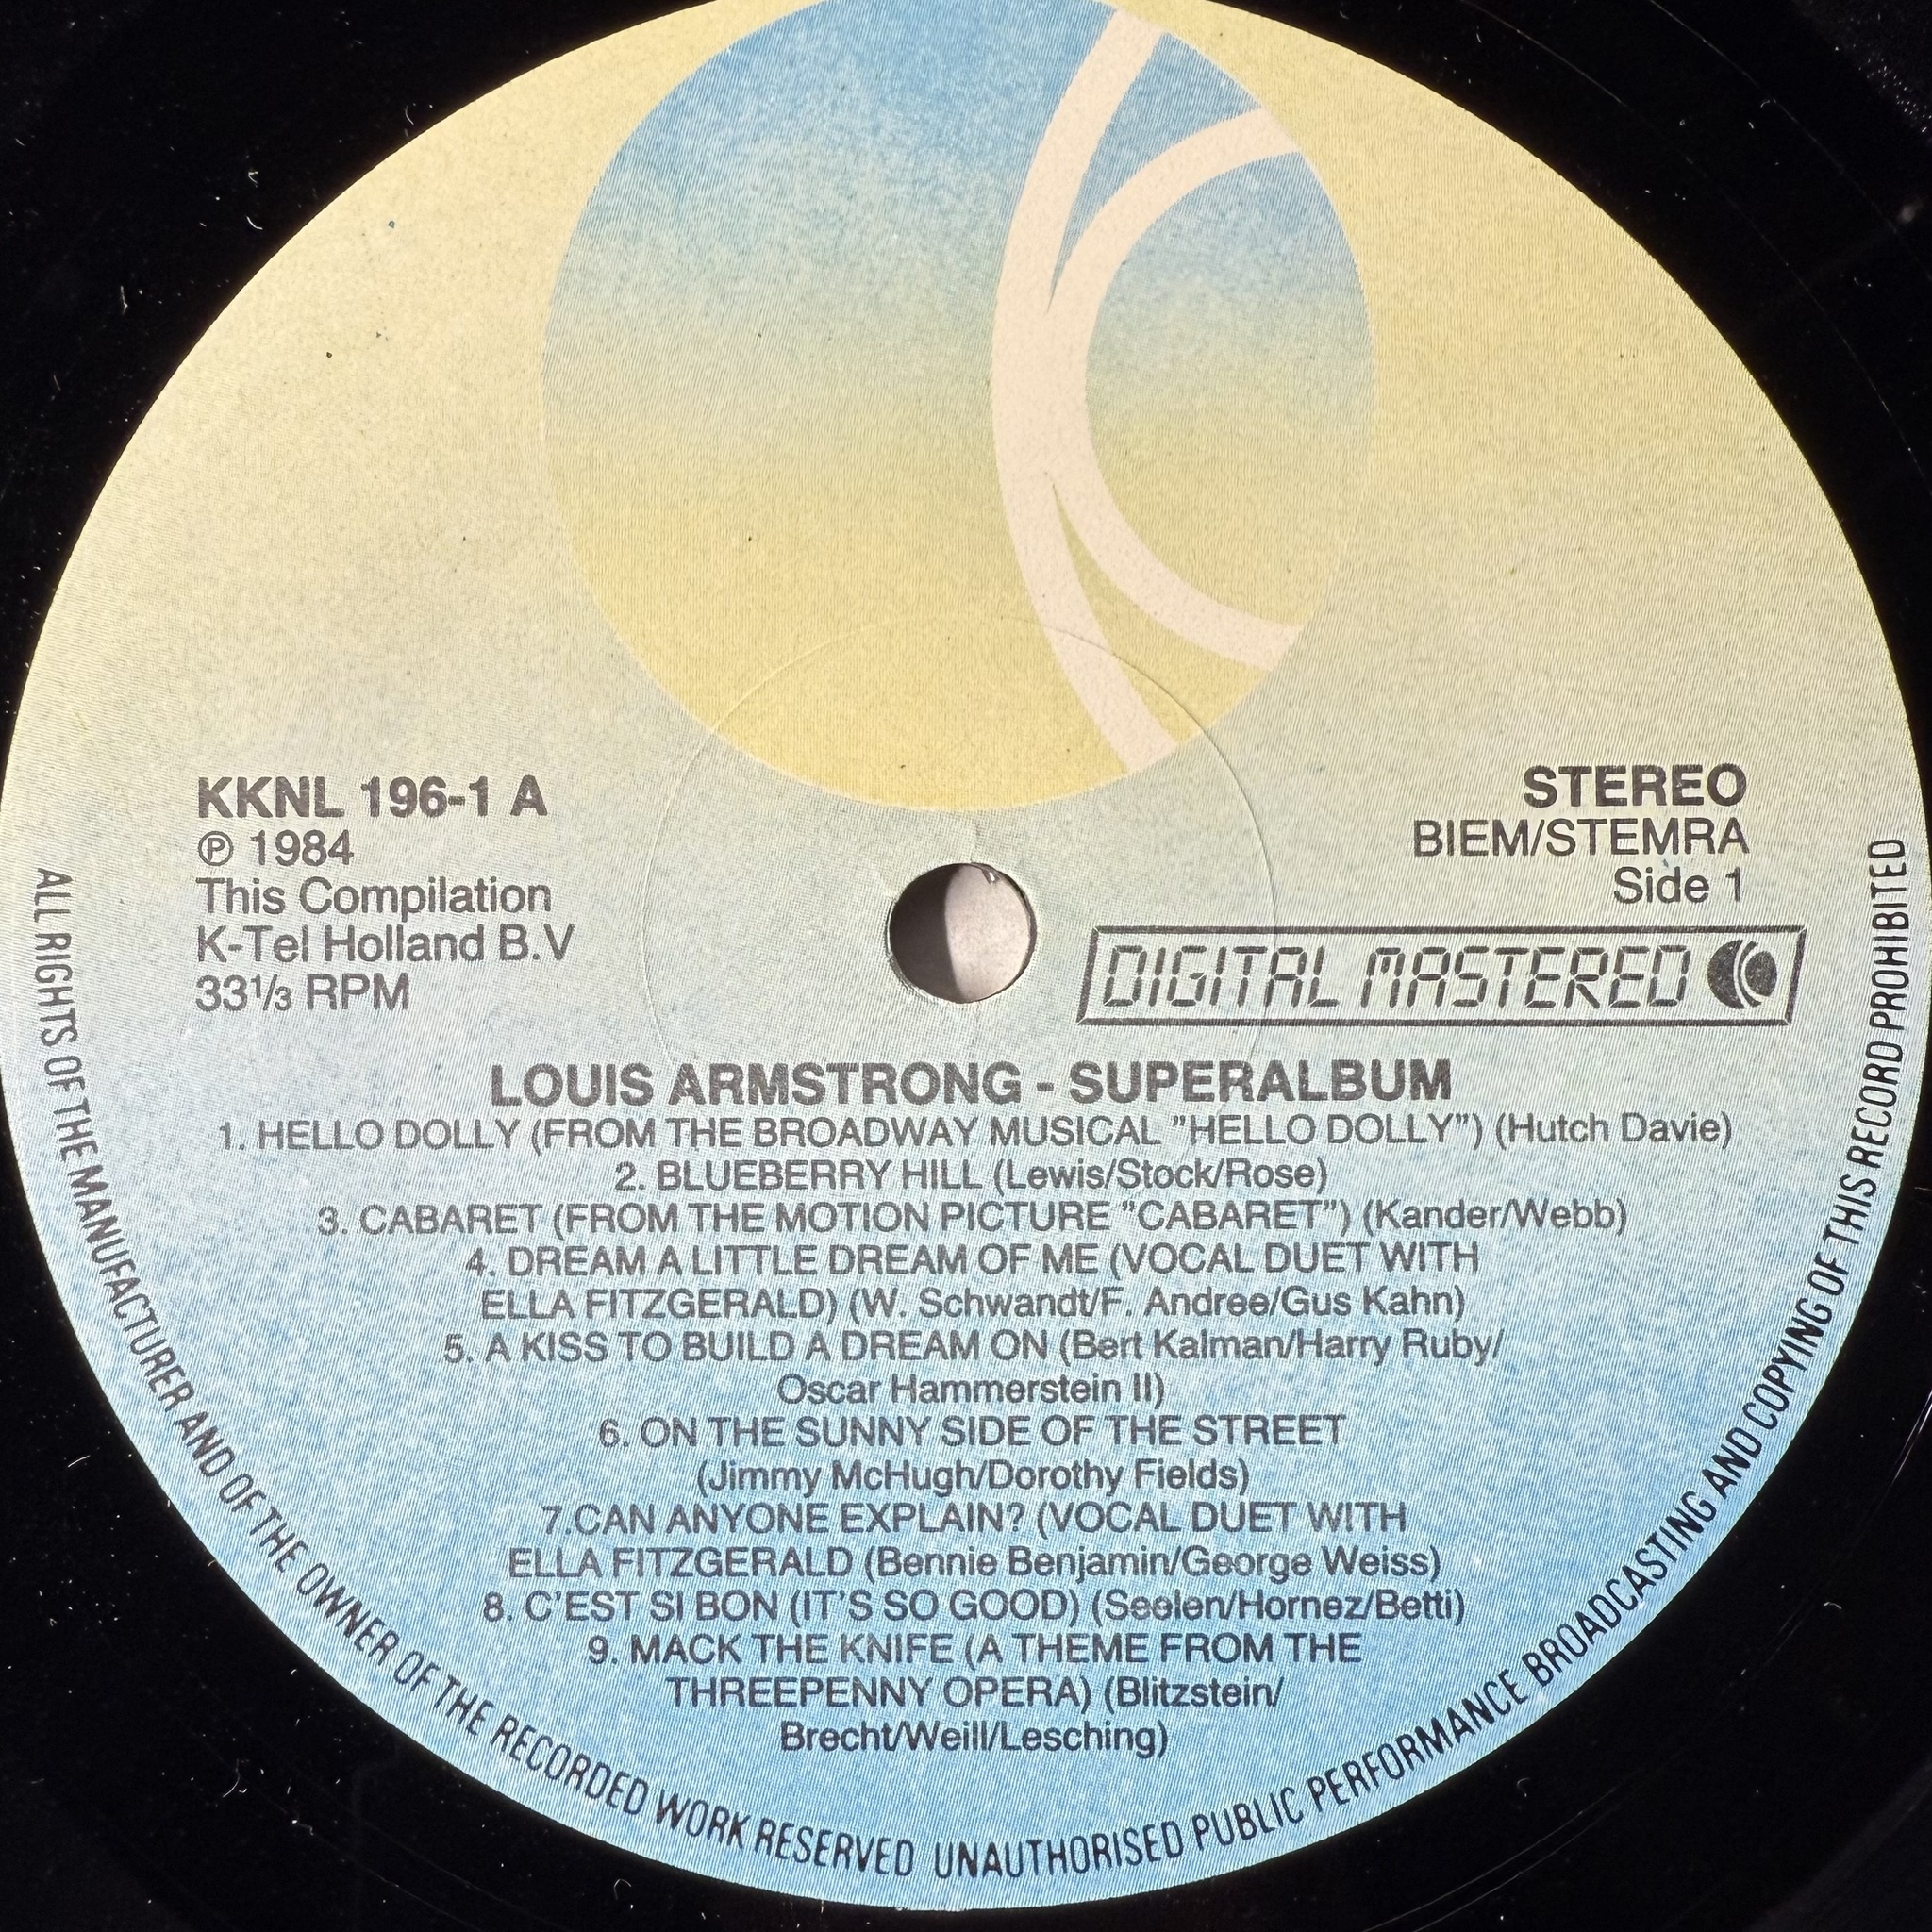 KKNL 196-1 A
℗ 1984
This Compilation
K-Tel Holland B.V
33 1/3 RPM
STEREO
BIEM/STEMRA
Side 1
DIGITAL MASTERED
LOUIS ARMSTRONG - SUPERALBUM
1. HELLO DOLLY (FROM THE BROADWAY MUSICAL "HELLO DOLLY") (Hutch Davie)
2. BLUEBERRY HILL (Lewis/Stock/Rose)
3. CABARET (FROM THE MOTION PICTURE "CABARET") (Kander/Webb)
4. DREAM A LITTLE DREAM OF ME (VOCAL DUET WITH
ELLA FITZGERALD) (W. Schwandt/F. Andree/Gus Kahn)
5. A KISS TO BUILD A DREAM ON (Bert Kalman/Harry Ruby/
Oscar Hammerstein II)
6. ON THE SUNNY SIDE OF THE STREET
(Jimmy McHugh/Dorothy Fields)
7.CAN ANYONE EXPLAIN? (VOCAL DUET WITH
ELLA FITZGERALD (Bennie Benjamin/George Weiss)
8. C'EST SI BON (IT'S SO GOOD) (Seelen/Hornez/Betti)
9. MACK THE KNIFE (A THEME FROM THE
THREEPENNY OPERA) (Blitzstein/
Brecht/Weill/Lesching)
ALL RIGHTS OF THE MANUFACTURER AND OF THE OWNER OF THE RECORDED WORK RESERVED UNAUTHORISED PUBLIC PERFORMANCE BROADCASTING AND COPYING OF THIS RECORD PROHIBITED